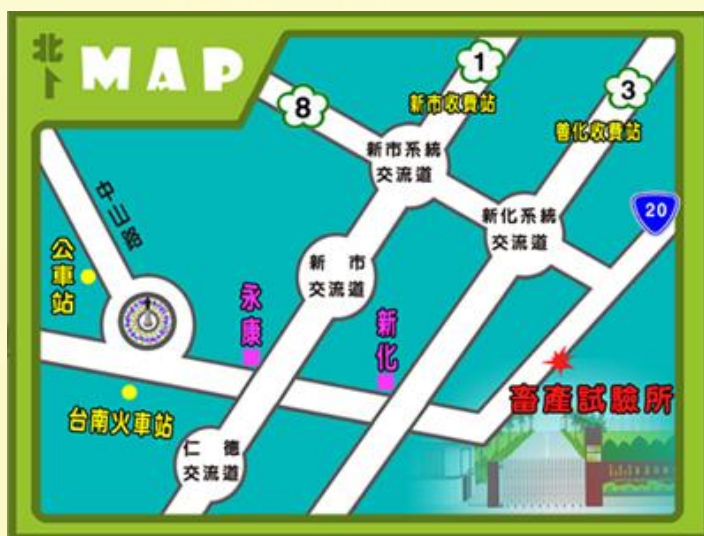 北
MAP
1
新市收費站
3
善化收費站
8
新市系統
交流道
20
新化系統
交流道
中山路
公車站
新市
交流道
永康
新化
畜產試驗所
台南火車站
仁德
交流道